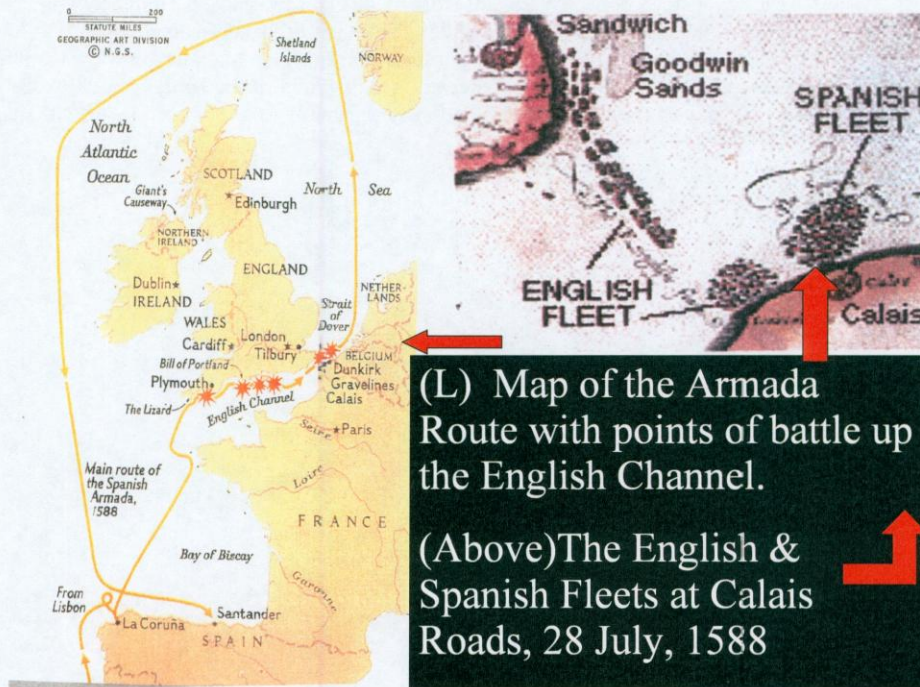 0 200
STATUTE MILES
GEOGRAPHIC ART DIVISION
© N.G.S.
Shetland
Islands
NORWAY
North
Atlantic
Ocean
SCOTLAND
Giant's
Causeway
Edinburgh
North Sea
NORTHERN
IRELAND
ENGLAND
NETHER-
LANDS
Dublin
IRELAND
Strait
of
Dover
WALES
London
Cardiff
Tilbury
BELGIUM
Bill of Portland
Dunkirk
Plymouth
Gravelines
English Channel
Calais
The Lizard
Seine
Paris
Main route of
the Spanish
Armada,
1588
Loire
FRANCE
Bay of Biscay
From
Lisbon
Garonne
Santander
La Coruña
SPAIN
Sandwich
Goodwin
Sands
SPANISH
FLEET
ENGLISH
FLEET
Calais
(L) Map of the Armada
Route with points of battle up
the English Channel.
(Above)The English &
Spanish Fleets at Calais
Roads, 28 July, 1588